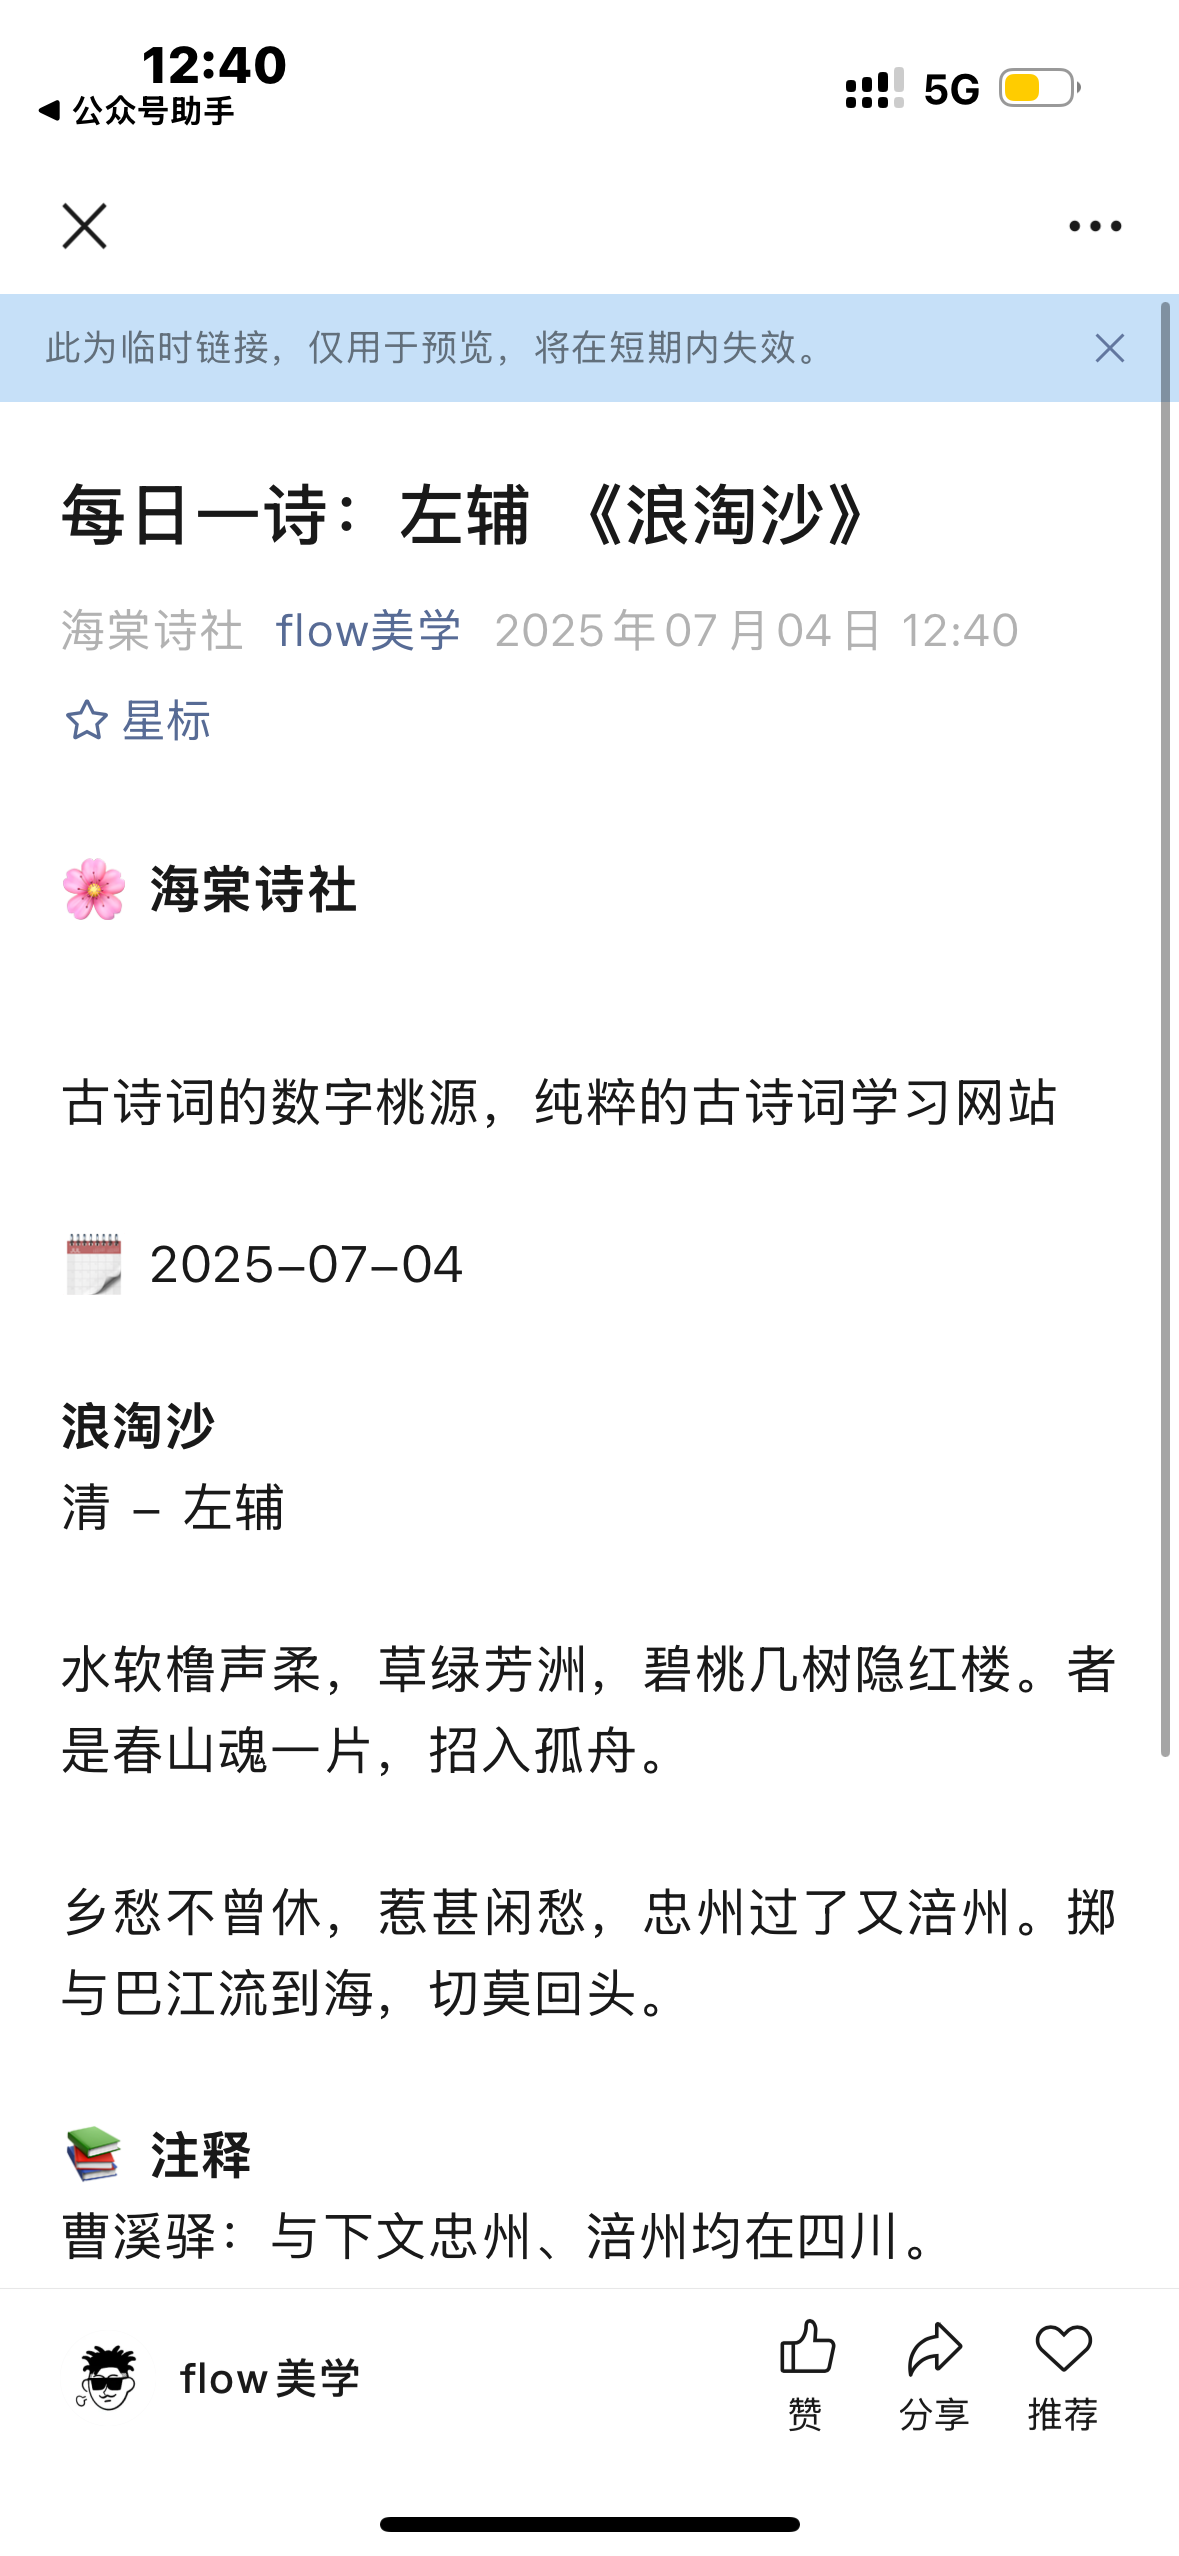 12:40
公众号助手
5G
此为临时链接，仅用于预览，将在短期内失效。
每日一诗：左辅 《浪淘沙》
海棠诗社 flow美学 2025年07月04日 12:40
星标
海棠诗社
古诗词的数字桃源，纯粹的古诗词学习网站
2025-07-04
浪淘沙
清 - 左辅
水软橹声柔，草绿芳洲，碧桃几树隐红楼。者
是春山魂一片，招入孤舟。
乡愁不曾休，惹甚闲愁，忠州过了又涪州。掷
与巴江流到海，切莫回头。
注释
曹溪驿：与下文忠州、涪州均在四川。
flow美学
赞
分享
推荐